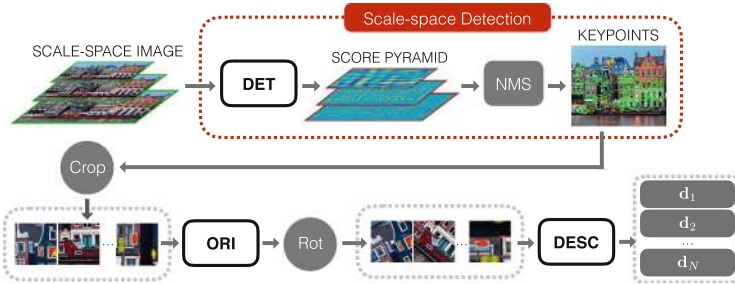 Scale-space Detection
SCALE-SPACE IMAGE
DET
SCORE PYRAMID
NMS
KEYPOINTS
Crop
...
ORI
Rot
...
DESC
d1
d2
...
dN